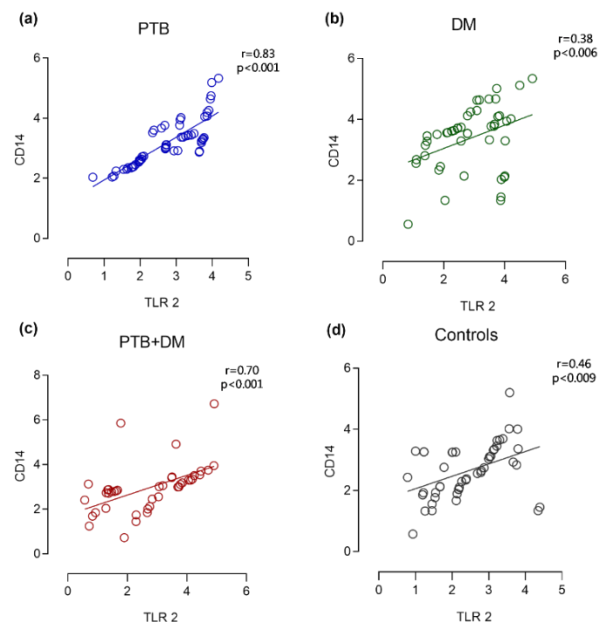 (a)
PTB
r=0.83
p<0.001
6
4
2
0
CD14
0 1 2 3 4 5
TLR 2
(b)
DM
r=0.38
p<0.006
6
4
2
0
CD14
0 2 4 6
TLR 2
(c)
PTB+DM
r=0.70
p<0.001
8
6
4
2
0
CD14
0 2 4 6
TLR 2
(d)
Controls
r=0.46
p<0.009
6
4
2
0
CD14
0 1 2 3 4 5
TLR 2